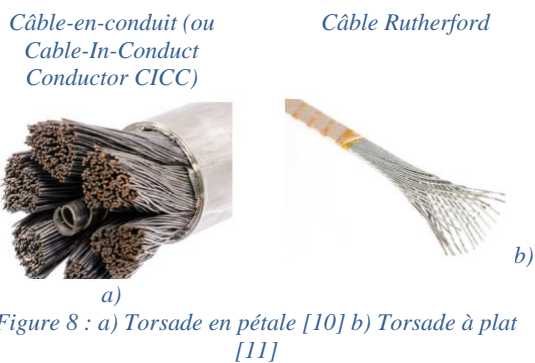 Câble-en-conduit (ou
Cable-In-Conduct
Conductor CICC)
Câble Rutherford
a)
b)
Figure 8 : a) Torsade en pétale [10] b) Torsade à plat
[11]